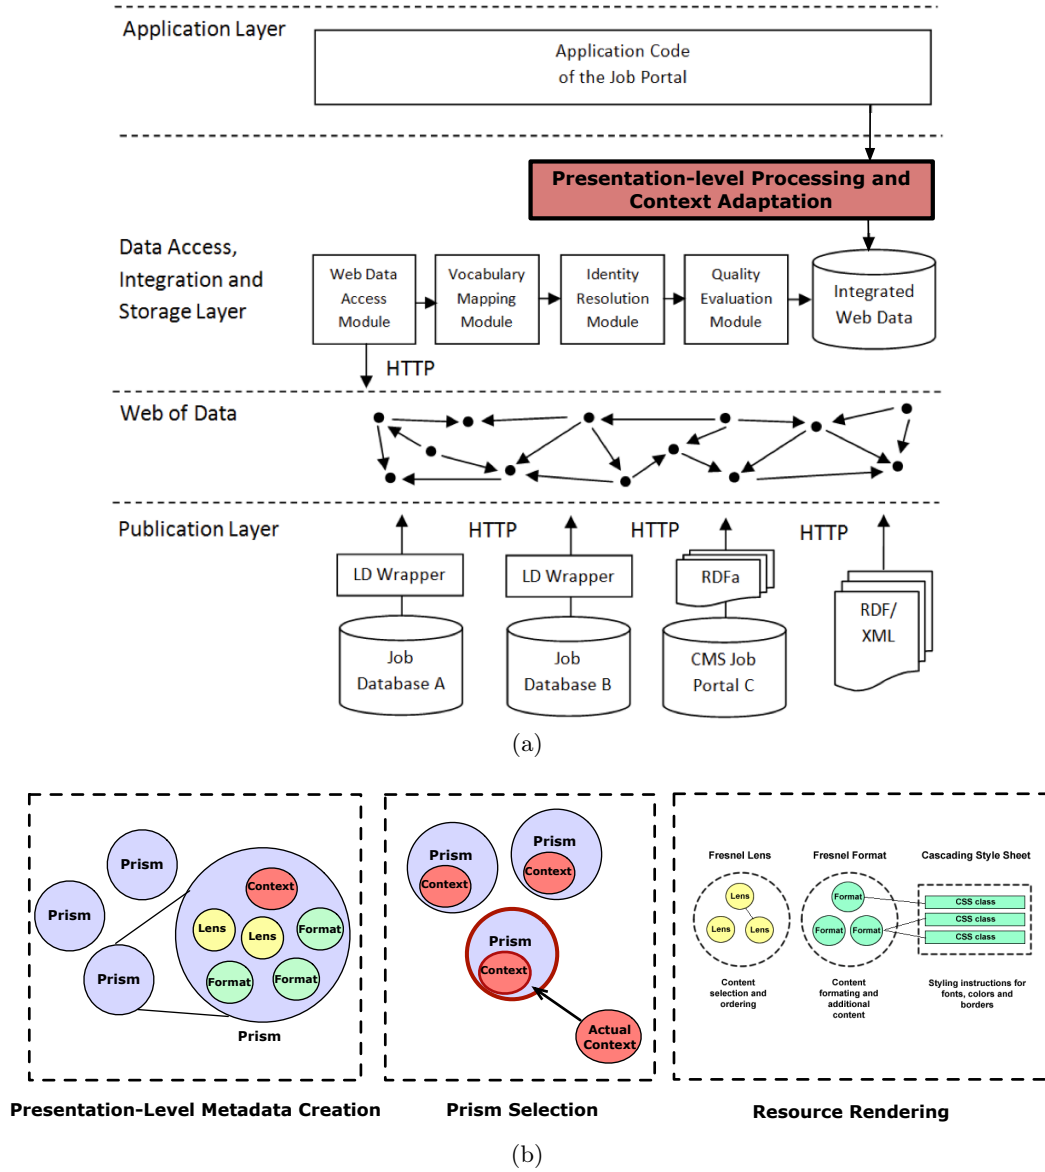 Application Layer
Application Code
of the Job Portal
Presentation-level Processing and
Context Adaptation
Data Access,
Integration and
Storage Layer
Web Data
Access
Module
Vocabulary
Mapping
Module
Identity
Resolution
Module
Quality
Evaluation
Module
Integrated
Web Data
HTTP
Web of Data
Publication Layer
HTTP
HTTP
HTTP
LD Wrapper
LD Wrapper
RDFa
RDF/
XML
Job
Database A
Job
Database B
CMS Job
Portal C
(a)
Prism
Prism
Prism
Context
Lens
Lens
Format
Format
Format
Prism
Presentation-Level Metadata Creation
Prism
Context
Prism
Context
Prism
Context
Actual
Context
Prism Selection
Fresnel Lens
Lens
Lens
Lens
Content
selection and
ordering
Fresnel Format
Format
Format
Format
Content
formating and
additional
content
Cascading Style Sheet
CSS class
CSS class
CSS class
Styling instructions for
fonts, colors and
borders
Resource Rendering
(b)